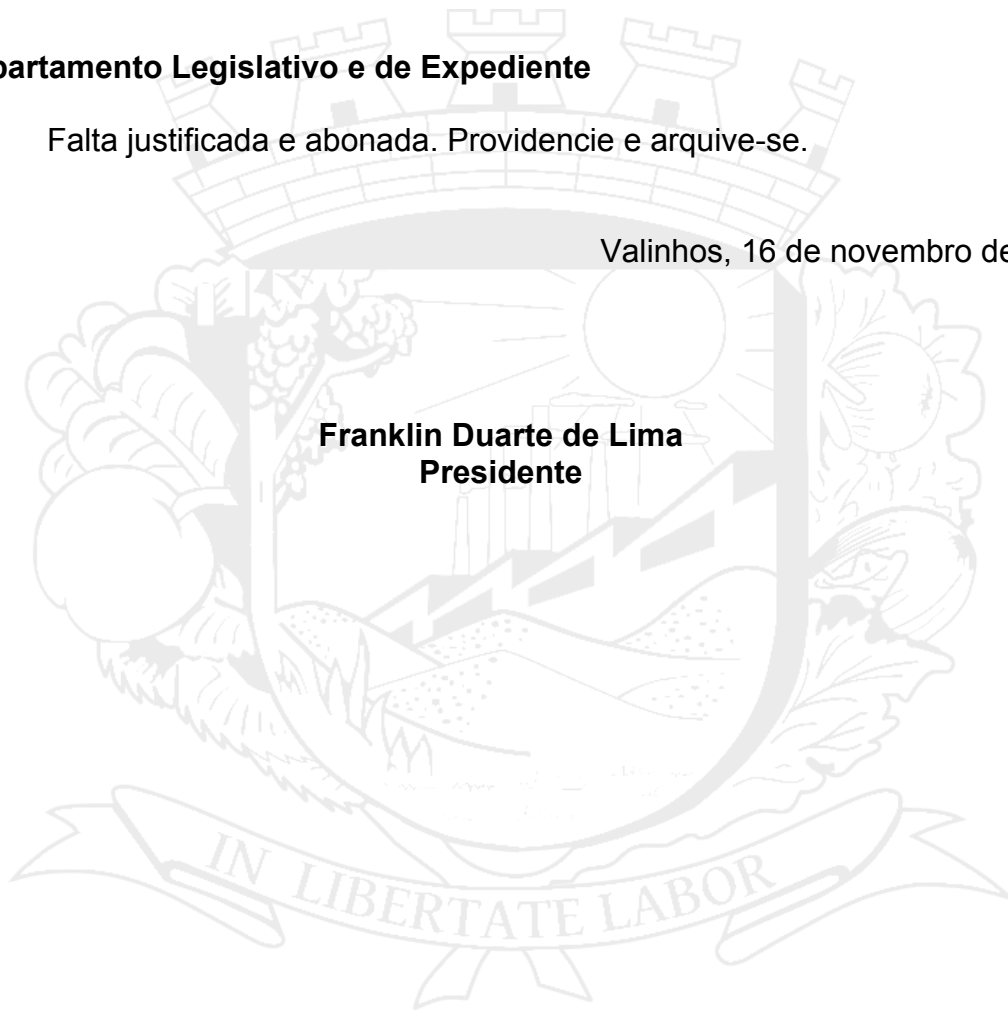 partamento Legislativo e de Expediente
Falta justificada e abonada. Providencie e arquive-se.
Valinhos, 16 de novembro de
Franklin Duarte de Lima
Presidente
IN LIBERTATE LABOR